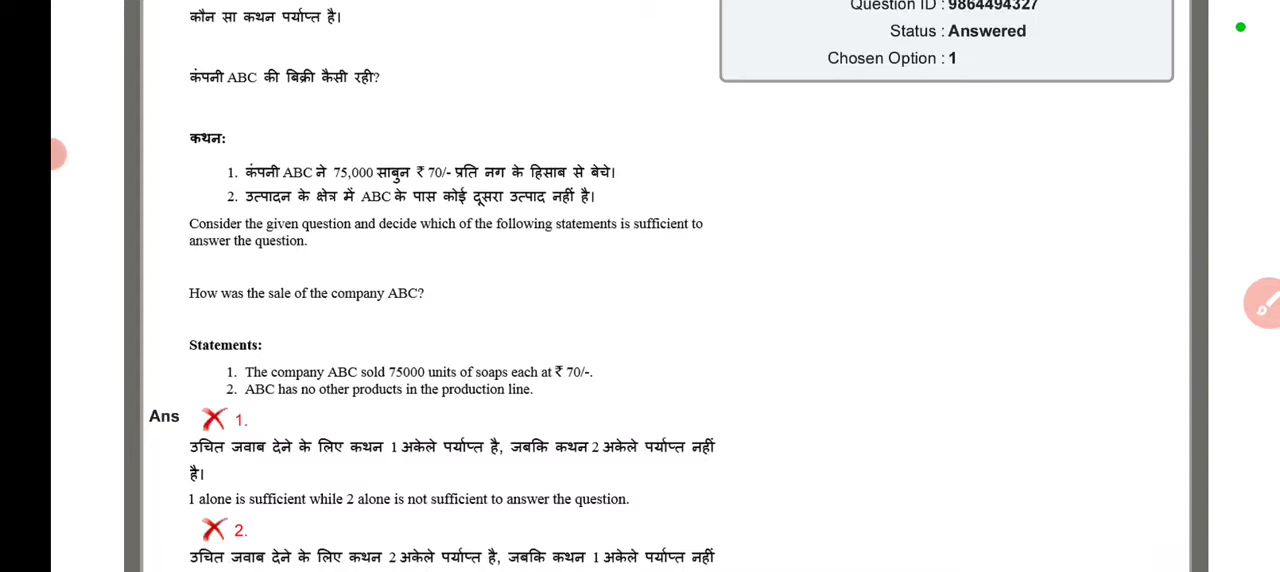 कौन सा कथन पर्याप्त है।
Question ID : 9864494327
Status : Answered
Chosen Option : 1
कंपनी ABC की बिक्री कैसी रही?
कथन:
1. कंपनी ABC ने 75,000 साबुन ₹ 70/- प्रति नग के हिसाब से बेचे।
2. उत्पादन के क्षेत्र में ABC के पास कोई दूसरा उत्पाद नहीं है।
Consider the given question and decide which of the following statements is sufficient to
answer the question.
How was the sale of the company ABC?
Statements:
1. The company ABC sold 75000 units of soaps each at ₹ 70/-.
2. ABC has no other products in the production line.
Ans 1.
उचित जवाब देने के लिए कथन 1 अकेले पर्याप्त है, जबकि कथन 2 अकेले पर्याप्त नहीं
है।
1 alone is sufficient while 2 alone is not sufficient to answer the question.
2.
उचित जवाब देने के लिए कथन 2 अकेले पर्याप्त है, जबकि कथन 1 अकेले पर्याप्त नहीं